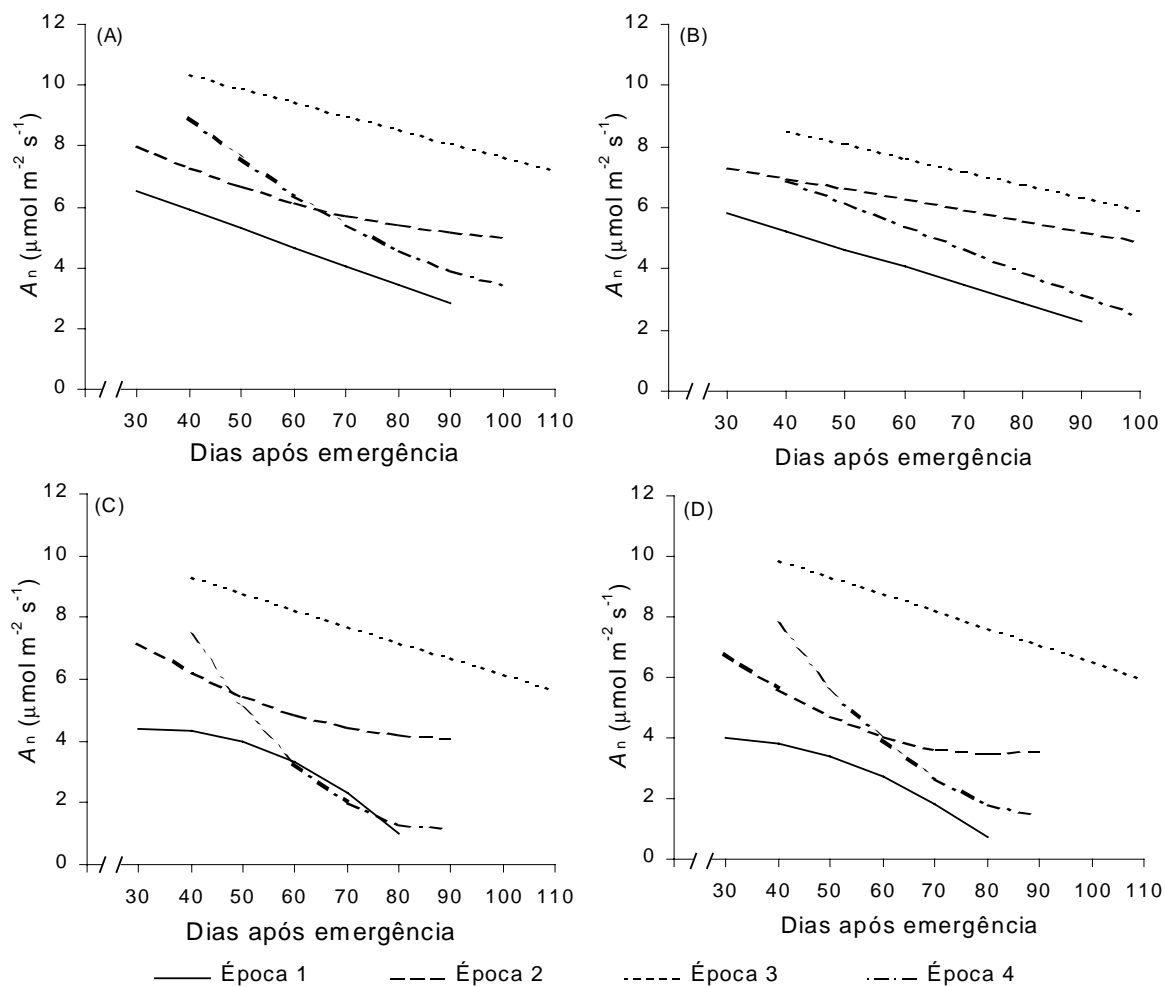 (A)
12
10
8
6
4
2
0
An (µmol m-2 s-1)
30 40 50 60 70 80 90 100 110
Dias após emergência
(B)
12
10
8
6
4
2
0
An (µmol m-2 s-1)
30 40 50 60 70 80 90 100
Dias após emergência
(C)
12
10
8
6
4
2
0
An (µmol m-2 s-1)
30 40 50 60 70 80 90 100 110
Dias após emergência
(D)
12
10
8
6
4
2
0
An (µmol m-2 s-1)
30 40 50 60 70 80 90 100 110
Dias após emergência
Época 1 Época 2 Época 3 Época 4